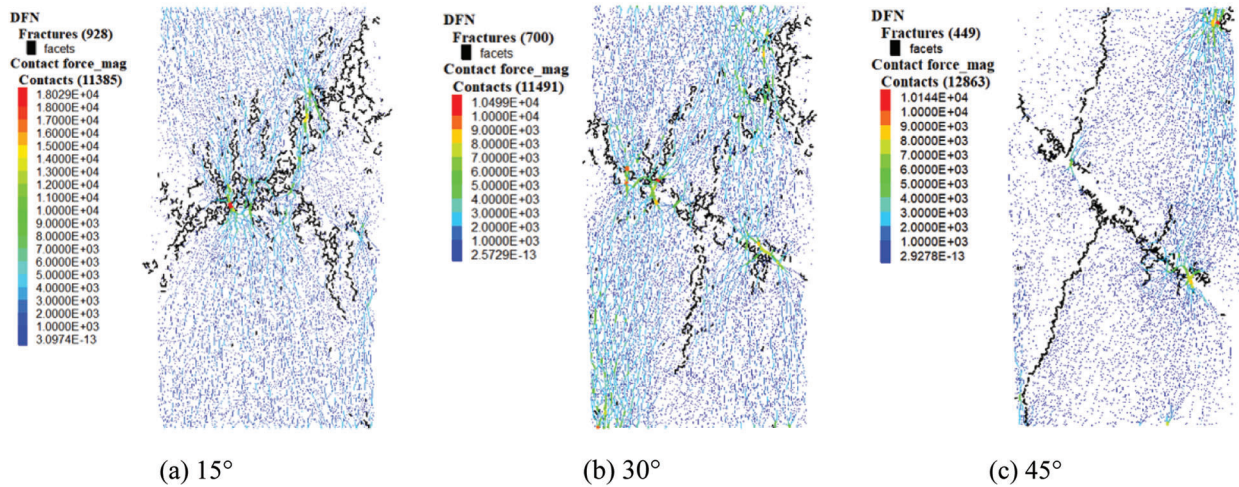 DFN
Fractures (928)
facets
Contact force_mag
Contacts (11385)
1.8029E+04
1.8000E+04
1.7000E+04
1.6000E+04
1.5000E+04
1.4000E+04
1.3000E+04
1.2000E+04
1.1000E+04
1.0000E+04
9.0000E+03
8.0000E+03
7.0000E+03
6.0000E+03
5.0000E+03
4.0000E+03
3.0000E+03
2.0000E+03
1.0000E+03
3.0974E-13
DFN
Fractures (700)
facets
Contact force_mag
Contacts (11491)
1.0499E+04
1.0000E+04
9.0000E+03
8.0000E+03
7.0000E+03
6.0000E+03
5.0000E+03
4.0000E+03
3.0000E+03
2.0000E+03
1.0000E+03
2.5729E-13
DFN
Fractures (449)
facets
Contact force_mag
Contacts (12863)
1.0144E+04
1.0000E+04
9.0000E+03
8.0000E+03
7.0000E+03
6.0000E+03
5.0000E+03
4.0000E+03
3.0000E+03
2.0000E+03
1.0000E+03
2.9278E-13
(a) 15°
(b) 30°
(c) 45°